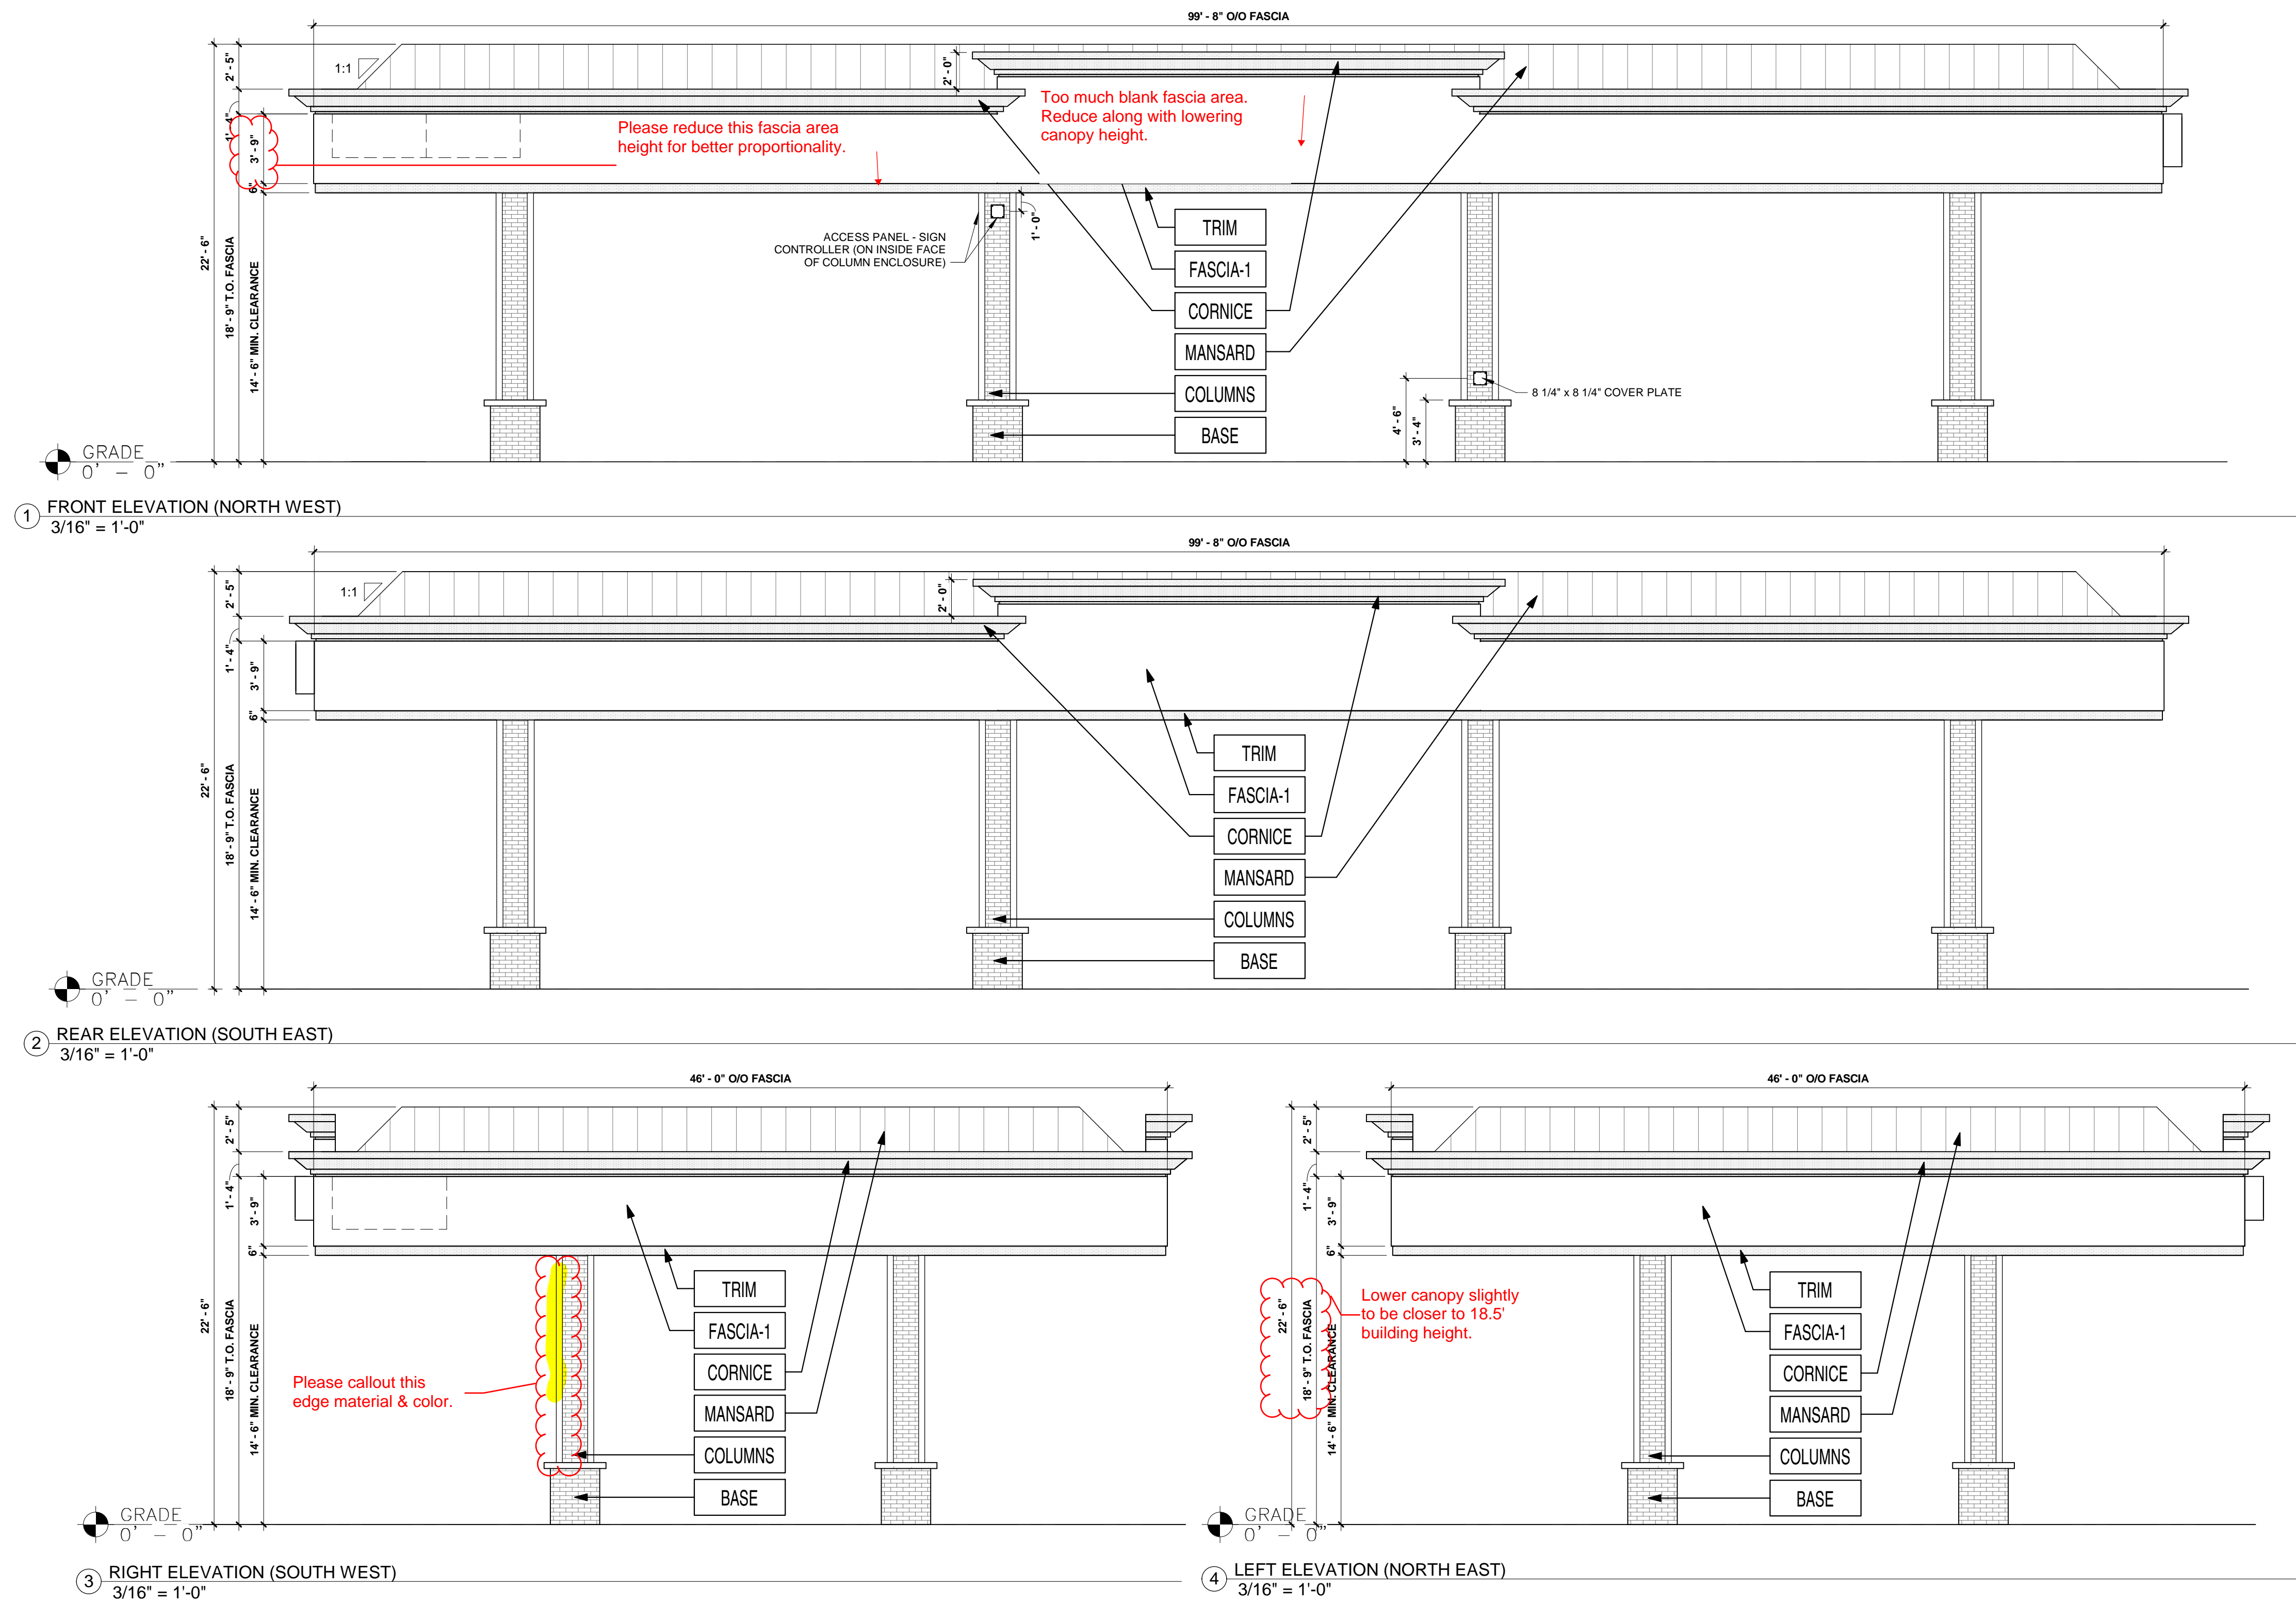 99' - 8" O/O FASCIA
2' - 5"
1:1
2' - 0"
1' - 4"
3' - 9"
6"
22' - 6"
18' - 9" T.O. FASCIA
14' - 6" MIN. CLEARANCE
Please reduce this fascia area
height for better proportionality.
Too much blank fascia area.
Reduce along with lowering
canopy height.
ACCESS PANEL - SIGN
CONTROLLER (ON INSIDE FACE
OF COLUMN ENCLOSURE)
1' - 0"
TRIM
FASCIA-1
CORNICE
MANSARD
COLUMNS
BASE
4' - 6"
3' - 4"
8 1/4" x 8 1/4" COVER PLATE
GRADE
0' – 0"
1
FRONT ELEVATION (NORTH WEST)
3/16" = 1'-0"
99' - 8" O/O FASCIA
2' - 5"
1:1
2' - 0"
1' - 4"
3' - 9"
6"
22' - 6"
18' - 9" T.O. FASCIA
14' - 6" MIN. CLEARANCE
TRIM
FASCIA-1
CORNICE
MANSARD
COLUMNS
BASE
GRADE
0' – 0"
2
REAR ELEVATION (SOUTH EAST)
3/16" = 1'-0"
46' - 0" O/O FASCIA
2' - 5"
1' - 4"
3' - 9"
6"
22' - 6"
18' - 9" T.O. FASCIA
14' - 6" MIN. CLEARANCE
Please callout this
edge material & color.
TRIM
FASCIA-1
CORNICE
MANSARD
COLUMNS
BASE
GRADE
0' – 0"
3
RIGHT ELEVATION (SOUTH WEST)
3/16" = 1'-0"
46' - 0" O/O FASCIA
2' - 5"
1' - 4"
3' - 9"
6"
22' - 6"
18' - 9" T.O. FASCIA
14' - 6" MIN. CLEARANCE
Lower canopy slightly
to be closer to 18.5'
building height.
TRIM
FASCIA-1
CORNICE
MANSARD
COLUMNS
BASE
GRADE
0' – 0"
4
LEFT ELEVATION (NORTH EAST)
3/16" = 1'-0"